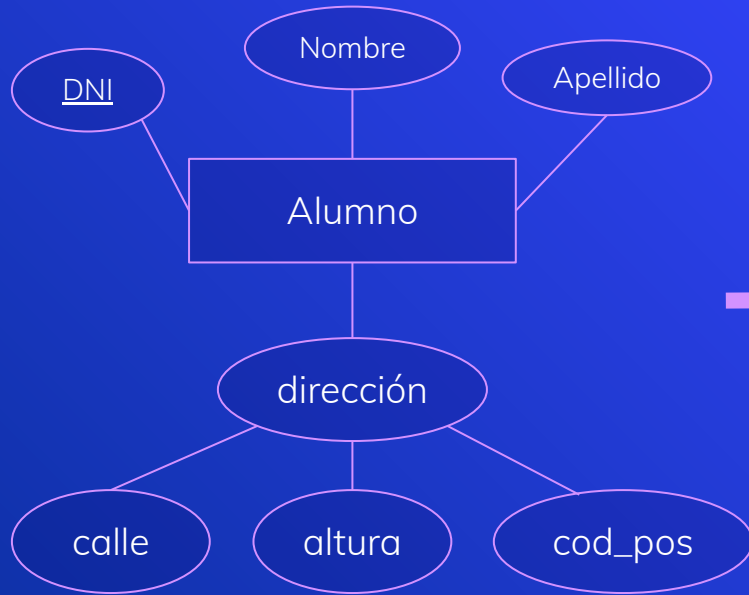 Nombre
DNI
Apellido
Alumno
dirección
calle
altura
cod_pos